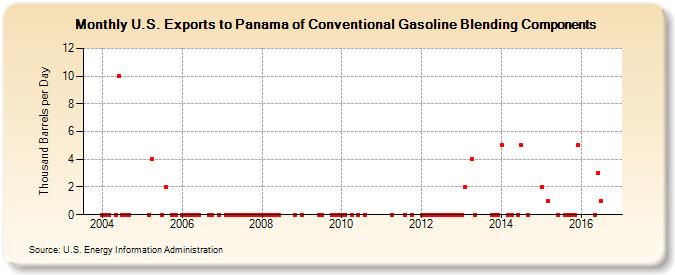 Monthly U.S. Exports to Panama of Conventional Gasoline Blending Components
Thousand Barrels per Day
12
10
8
6
4
2
0
2004 2006 2008 2010 2012 2014 2016
Source: U.S. Energy Information Administration